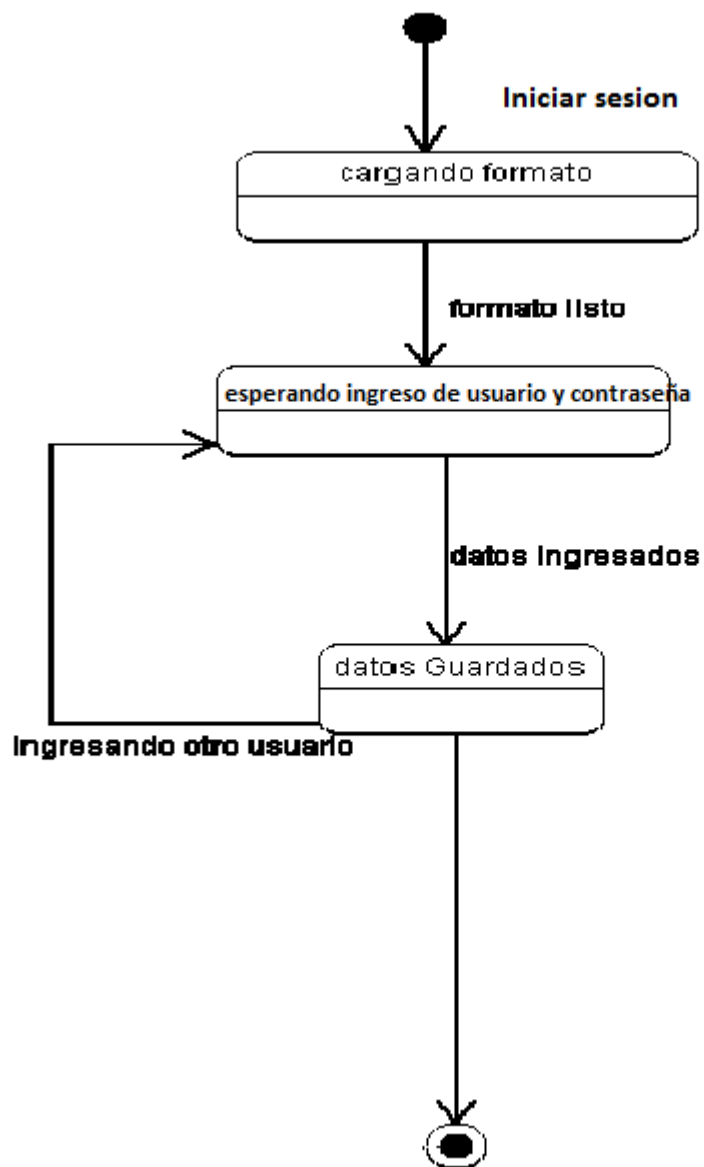 Iniciar sesion
cargando formato
formato listo
esperando ingreso de usuario y contraseña
datos Ingresados
datos Guardados
Ingresando otro usuario